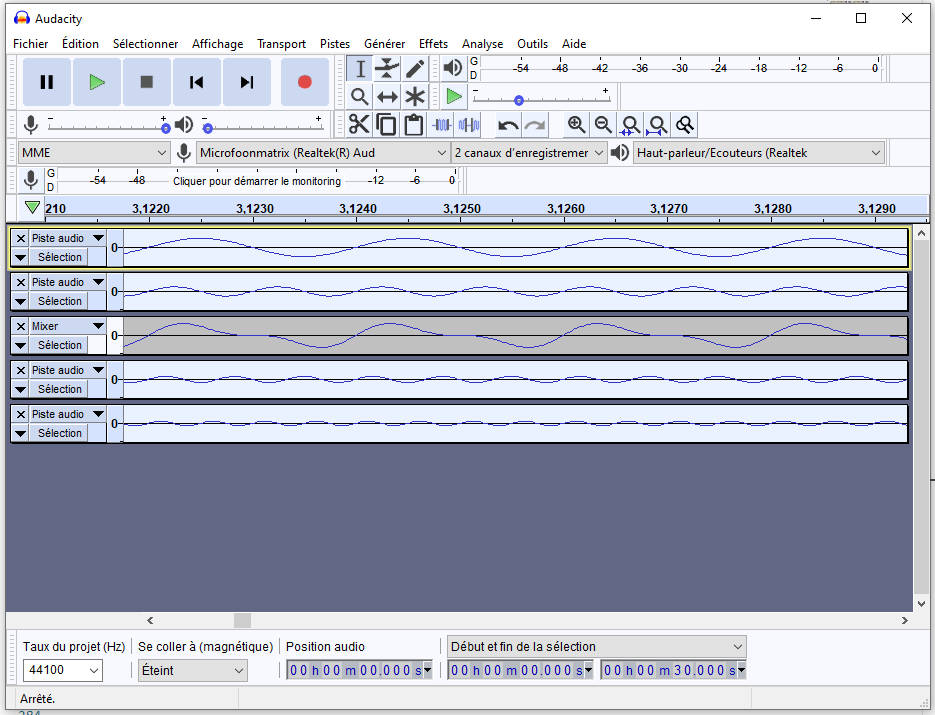 Audacity
Fichier Édition Sélectionner Affichage Transport Pistes Générer Effets Analyse Outils Aide
G
D
-54 -48 -42 -36 -30 -24 -18 -12 -6 0
- +
- + - +
MME Microfoonmatrix (Realtek(R) Aud 2 canaux d'enregistremer Haut-parleur/Ecouteurs (Realtek
G
D
-54 -48 Cliquer pour démarrer le monitoring -12 -6 0
210 3,1220 3,1230 3,1240 3,1250 3,1260 3,1270 3,1280 3,1290
Piste audio 0
Sélection
Piste audio 0
Sélection
Mixer 0
Sélection
Piste audio 0
Sélection
Piste audio 0
Sélection
Taux du projet (Hz) Se coller à (magnétique) Position audio Début et fin de la sélection
44100 Éteint 00 h 00 m 00.000 s 00 h 00 m 00.000 s 00 h 00 m 30.000 s
Arrêté.